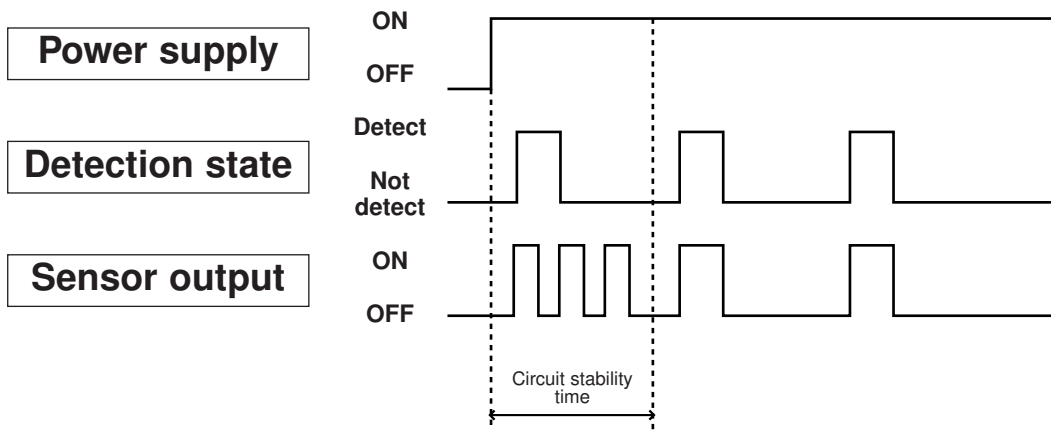 Power supply
ON
OFF
Detection state
Detect
Not
detect
Sensor output
ON
OFF
Circuit stability
time